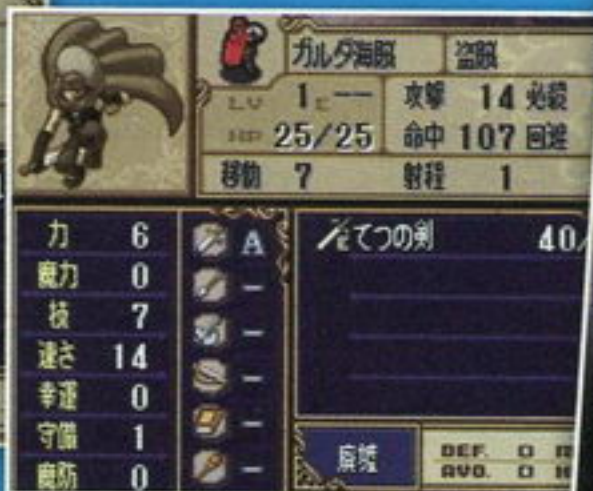 ガルダ海賊 盗賊
LV 1 E --
HP 25/25
攻撃 14 必殺
命中 107 回避
移動 7 射程 1
力 6
魔力 0
技 7
速さ 14
幸運 0
守備 1
魔防 0
A
–
–
–
–
–
てつの剣 40/
廃墟
DEF. 0
AVO. 0